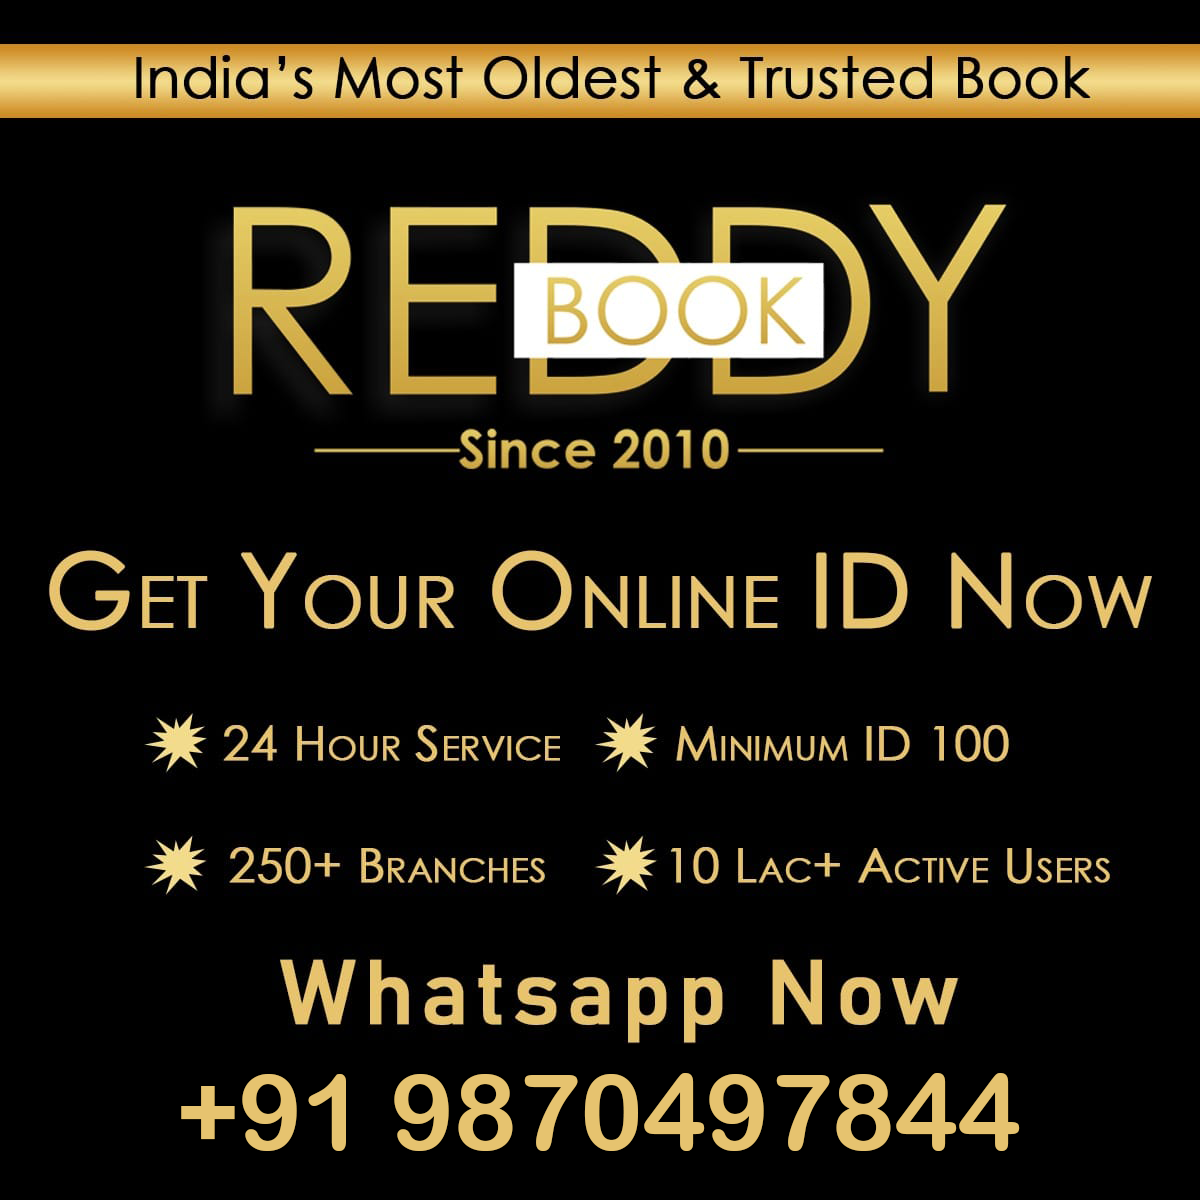 India's Most Oldest & Trusted Book
REDDY
BOOK
Since 2010
Get Your Online ID Now
24 Hour Service
Minimum ID 100
250+ Branches
10 Lac+ Active Users
Whatsapp Now
+91 9870497844